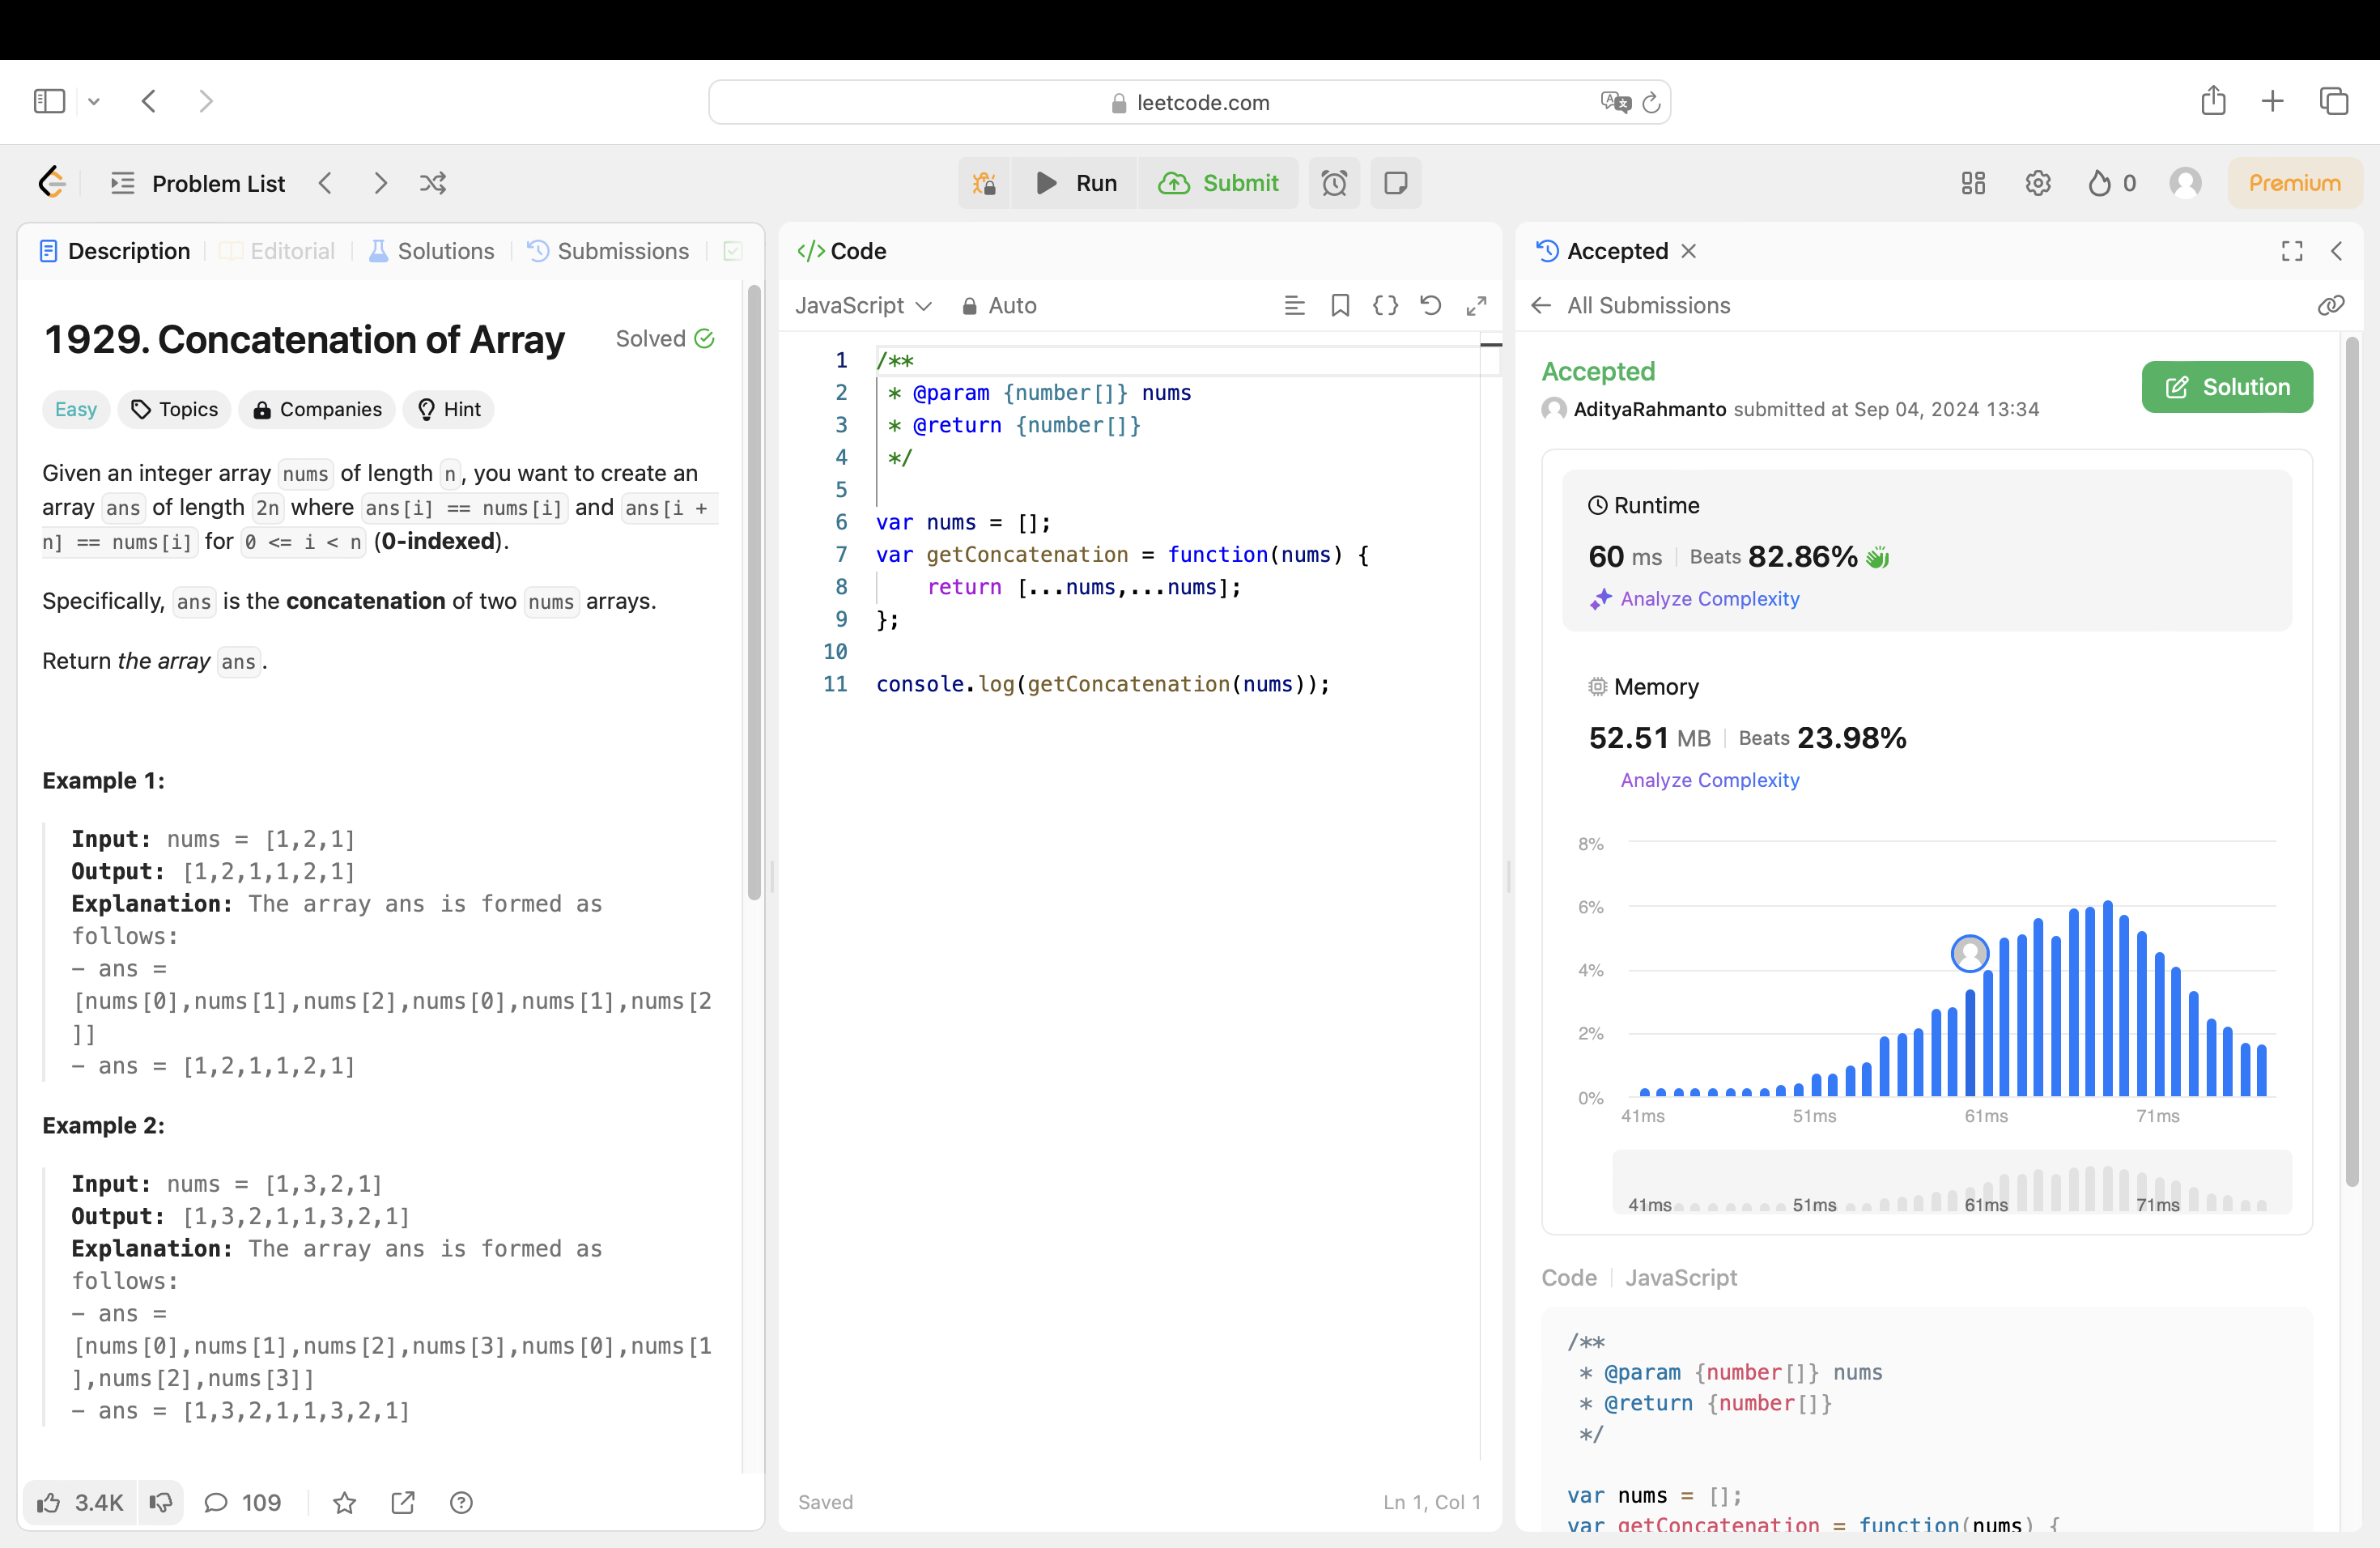 leetcode.com
Problem List
Run
Submit
0
Premium
Description
Editorial
Solutions
Submissions
1929. Concatenation of Array
Solved
Easy
Topics
Companies
Hint
Given an integer array nums of length n, you want to create an
array ans of length 2n where ans[i] == nums[i] and ans[i +
n] == nums[i] for 0 <= i < n (0-indexed).
Specifically, ans is the concatenation of two nums arrays.
Return the array ans.
Example 1:
Input: nums = [1,2,1]
Output: [1,2,1,1,2,1]
Explanation: The array ans is formed as
follows:
- ans =
[nums[0],nums[1],nums[2],nums[0],nums[1],nums[2
]]
- ans = [1,2,1,1,2,1]
Example 2:
Input: nums = [1,3,2,1]
Output: [1,3,2,1,1,3,2,1]
Explanation: The array ans is formed as
follows:
- ans =
[nums[0],nums[1],nums[2],nums[3],nums[0],nums[1
],nums[2],nums[3]]
- ans = [1,3,2,1,1,3,2,1]
3.4K
109
</> Code
JavaScript
Auto
1 /**
2 * @param {number[]} nums
3 * @return {number[]}
4 */
5
6 var nums = [];
7 var getConcatenation = function(nums) {
8 return [...nums,...nums];
9 };
10
11 console.log(getConcatenation(nums));
Saved
Ln 1, Col 1
Accepted
All Submissions
Accepted
AdityaRahmanto submitted at Sep 04, 2024 13:34
Solution
Runtime
60 ms
Beats 82.86%
Analyze Complexity
Memory
52.51 MB
Beats 23.98%
Analyze Complexity
8%
6%
4%
2%
0%
41ms 51ms 61ms 71ms
41ms 51ms 61ms 71ms
Code
JavaScript
/**
* @param {number[]} nums
* @return {number[]}
*/
var nums = [];
var getConcatenation = function(nums) {